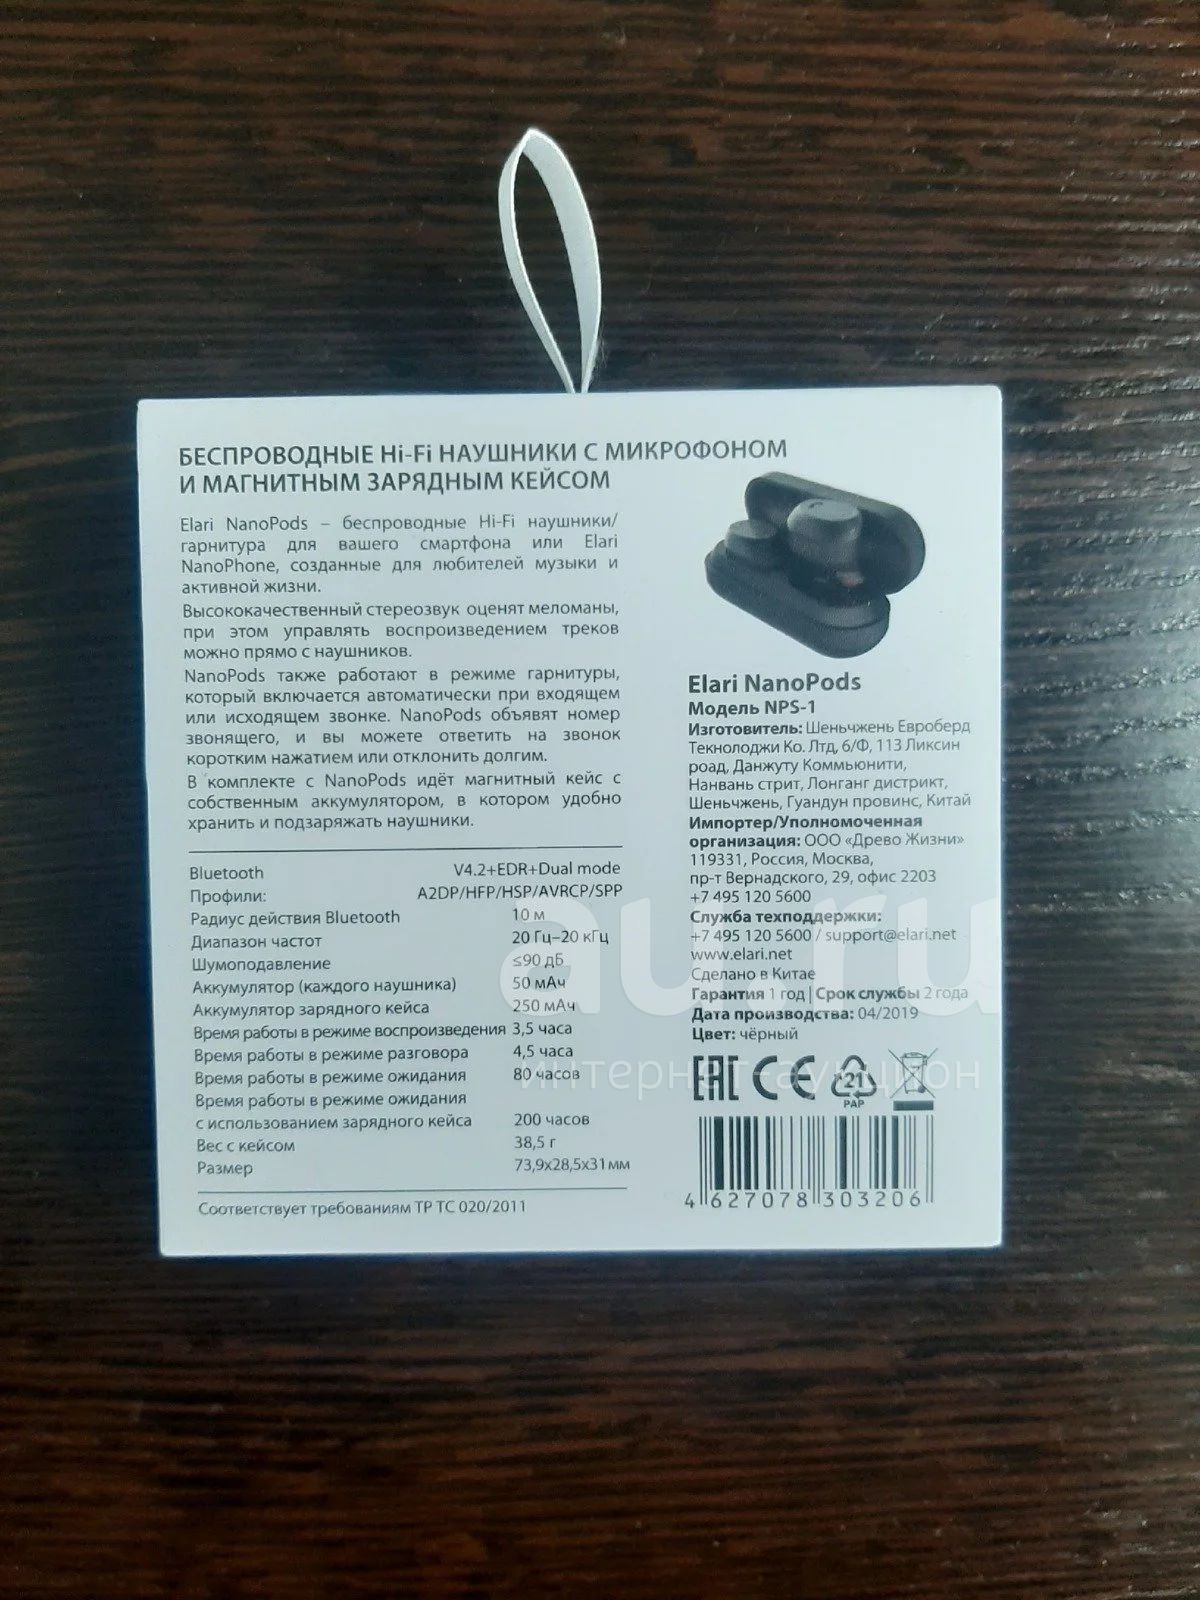 БЕСПРОВОДНЫЕ Hi-Fi НАУШНИКИ С МИКРОФОНОМ
И МАГНИТНЫМ ЗАРЯДНЫМ КЕЙСОМ
Elari NanoPods – беспроводные Hi-Fi наушники/
гарнитура для вашего смартфона или Elari
NanoPhone, созданные для любителей музыки и
активной жизни.
Высококачественный стереозвук оценят меломаны,
при этом управлять воспроизведением треков
можно прямо с наушников.
NanoPods также работают в режиме гарнитуры,
который включается автоматически при входящем
или исходящем звонке. NanoPods объявят номер
звонящего, и вы можете ответить на звонок
коротким нажатием или отклонить долгим.
В комплекте с NanoPods идёт магнитный кейс с
собственным аккумулятором, в котором удобно
хранить и подзаряжать наушники.
Bluetooth V4.2+EDR+Dual mode
Профили: A2DP/HFP/HSP/AVRCP/SPP
Радиус действия Bluetooth 10 м
Диапазон частот 20 Гц–20 кГц
Шумоподавление ≤90 дБ
Аккумулятор (каждого наушника) 50 мАч
Аккумулятор зарядного кейса 250 мАч
Время работы в режиме воспроизведения 3,5 часа
Время работы в режиме разговора 4,5 часа
Время работы в режиме ожидания 80 часов
Время работы в режиме ожидания
с использованием зарядного кейса 200 часов
Вес с кейсом 38,5 г
Размер 73,9x28,5x31 мм
Соответствует требованиям ТР ТС 020/2011
Elari NanoPods
Модель NPS-1
Изготовитель: Шеньчжень Евроберд
Текнолоджи Ко. Лтд, 6/Ф, 113 Ликсин
роад, Данжуту Коммьюнити,
Нанвань стрит, Лонганг дистрикт,
Шеньчжень, Гуандун провинс, Китай
Импортер/Уполномоченная
организация: ООО «Древо Жизни»
119331, Россия, Москва,
пр-т Вернадского, 29, офис 2203
+7 495 120 5600
Служба техподдержки:
+7 495 120 5600 / support@elari.net
www.elari.net
Сделано в Китае
Гарантия 1 год | Срок службы 2 года
Дата производства: 04/2019
Цвет: чёрный
EAC CE 21
PAP
4 627078 303206
au.ru
интернет-аукцион